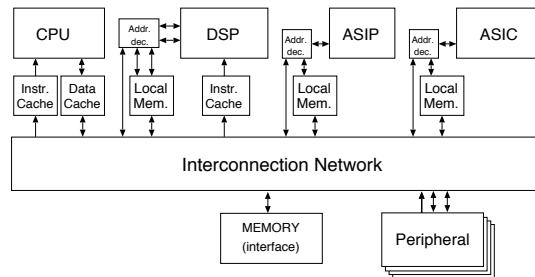 CPU
Addr.
dec.
DSP
Addr.
dec.
ASIP
Addr.
dec.
ASIC
Instr.
Cache
Data
Cache
Local
Mem.
Instr.
Cache
Local
Mem.
Local
Mem.
Interconnection Network
MEMORY
(interface)
Peripheral